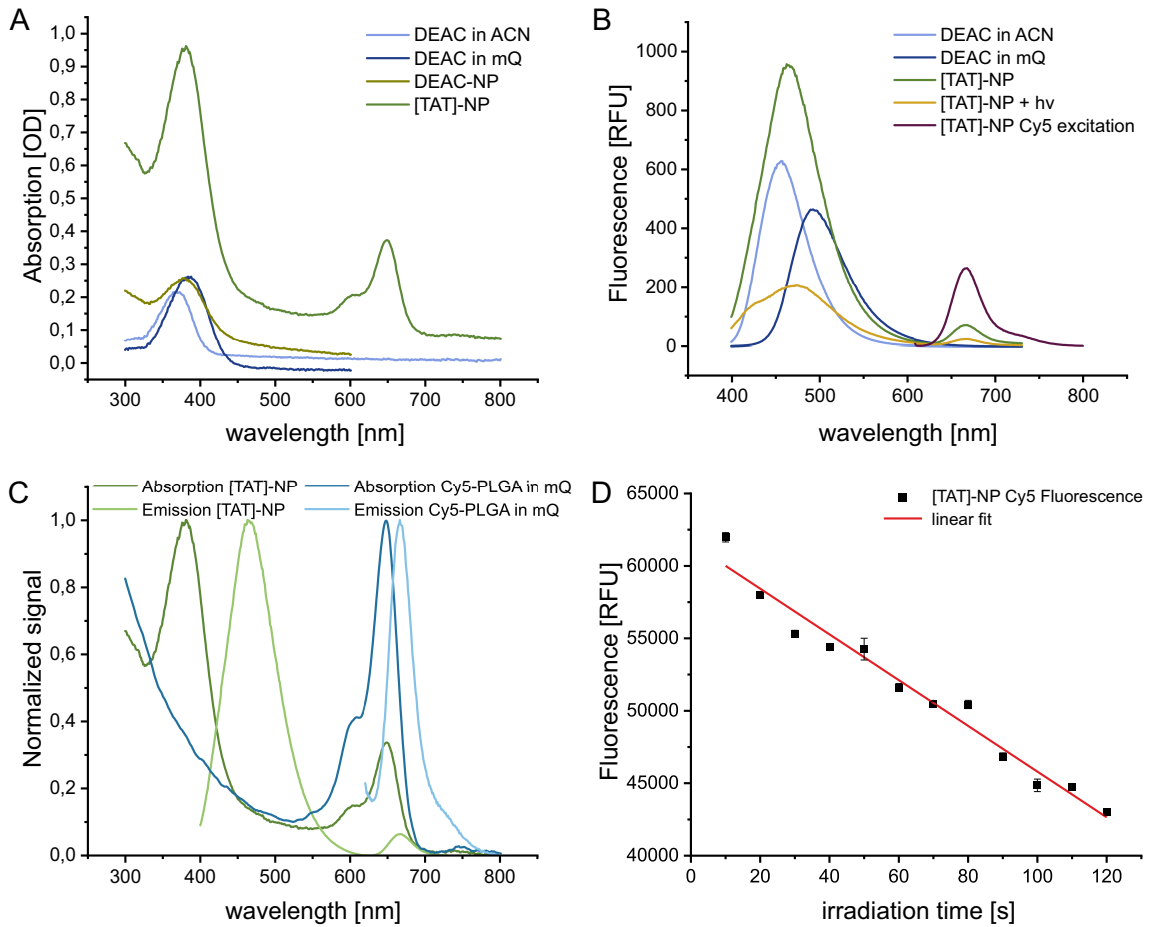 A
Absorption [OD]
1,0
0,9
0,8
0,7
0,6
0,5
0,4
0,3
0,2
0,1
0,0
DEAC in ACN
DEAC in mQ
DEAC-NP
[TAT]-NP
300 400 500 600 700 800
wavelength [nm]
B
Fluorescence [RFU]
1000
800
600
400
200
0
DEAC in ACN
DEAC in mQ
[TAT]-NP
[TAT]-NP + hv
[TAT]-NP Cy5 excitation
400 500 600 700 800
wavelength [nm]
C
Absorption [TAT]-NP Absorption Cy5-PLGA in mQ
Emission [TAT]-NP Emission Cy5-PLGA in mQ
Normalized signal
1,0
0,8
0,6
0,4
0,2
0,0
300 400 500 600 700 800
wavelength [nm]
D
Fluorescence [RFU]
65000
60000
55000
50000
45000
40000
[TAT]-NP Cy5 Fluorescence
linear fit
0 20 40 60 80 100 120
irradiation time [s]